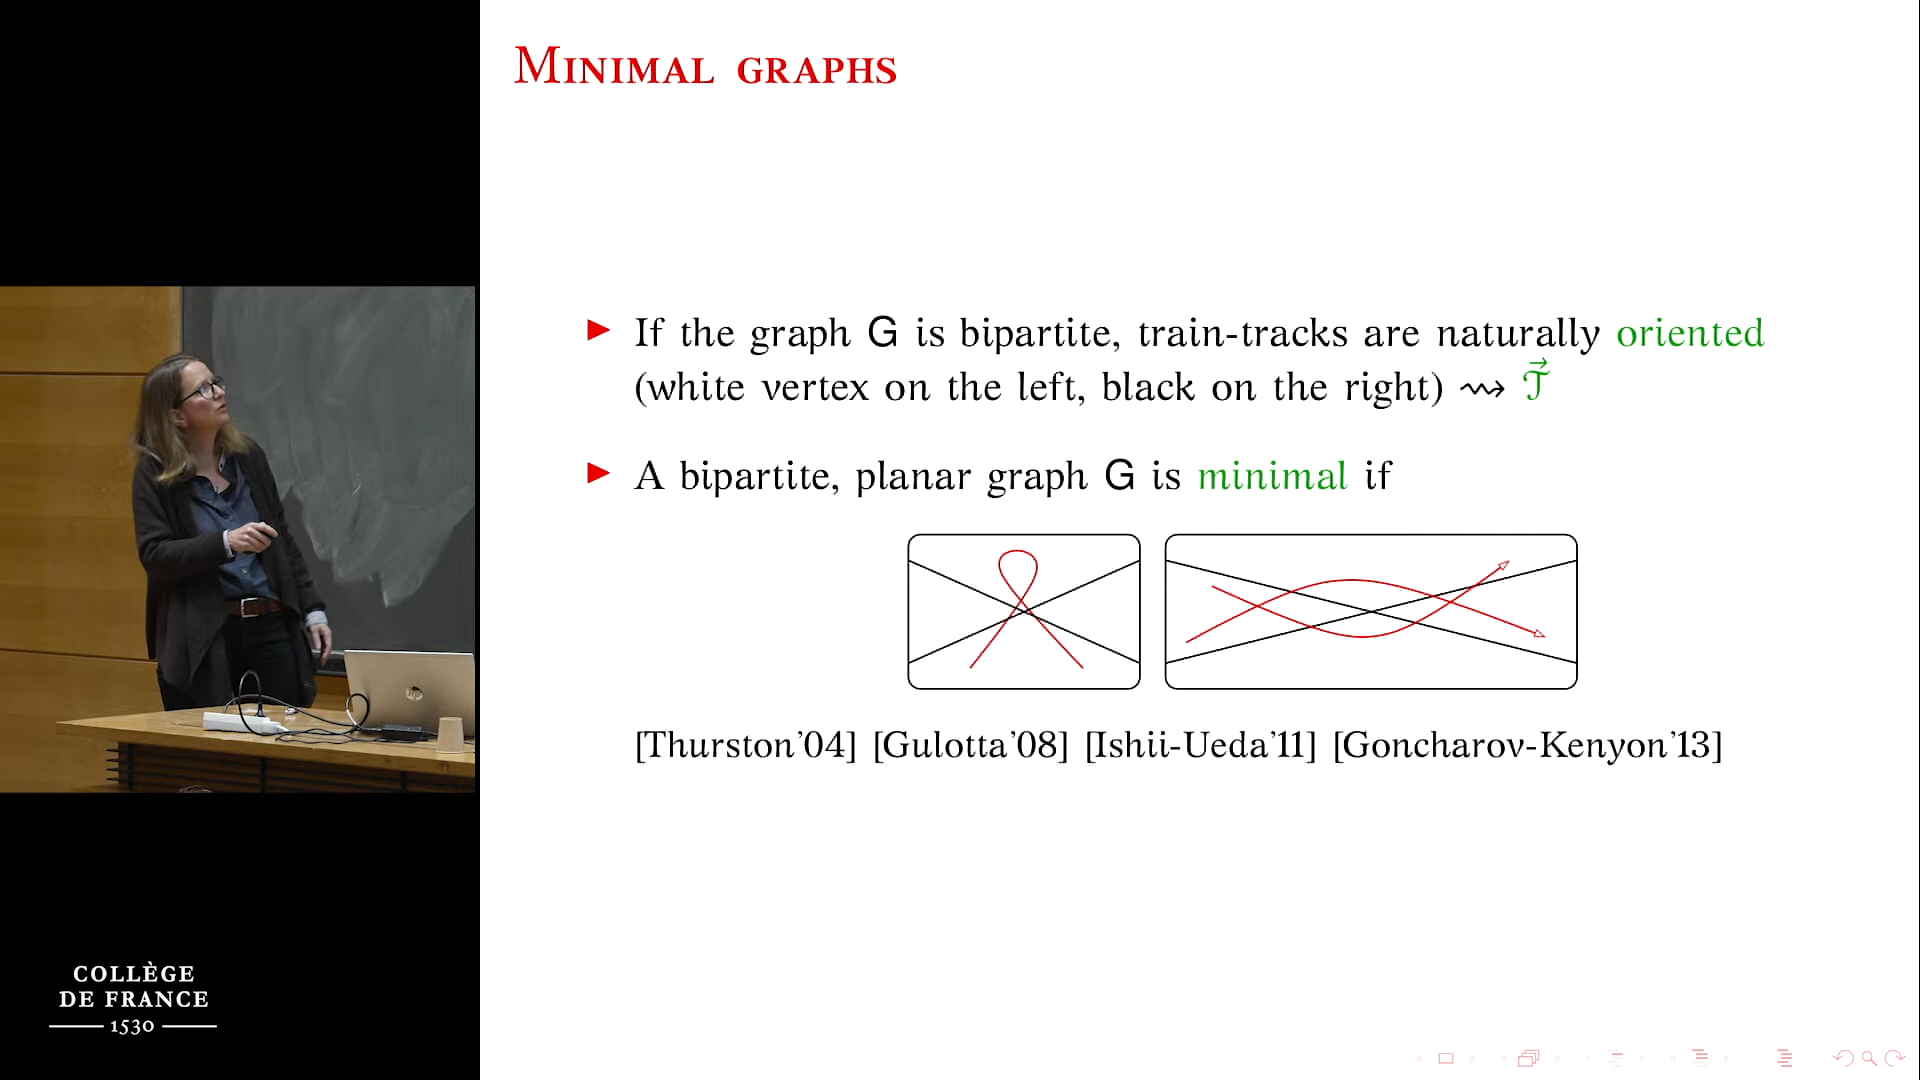 MINIMAL GRAPHS
► If the graph G is bipartite, train-tracks are naturally oriented
(white vertex on the left, black on the right) ⇝ 𝒯⃗
► A bipartite, planar graph G is minimal if
[Thurston'04] [Gulotta'08] [Ishii-Ueda'11] [Goncharov-Kenyon'13]
COLLÈGE
DE FRANCE
1530